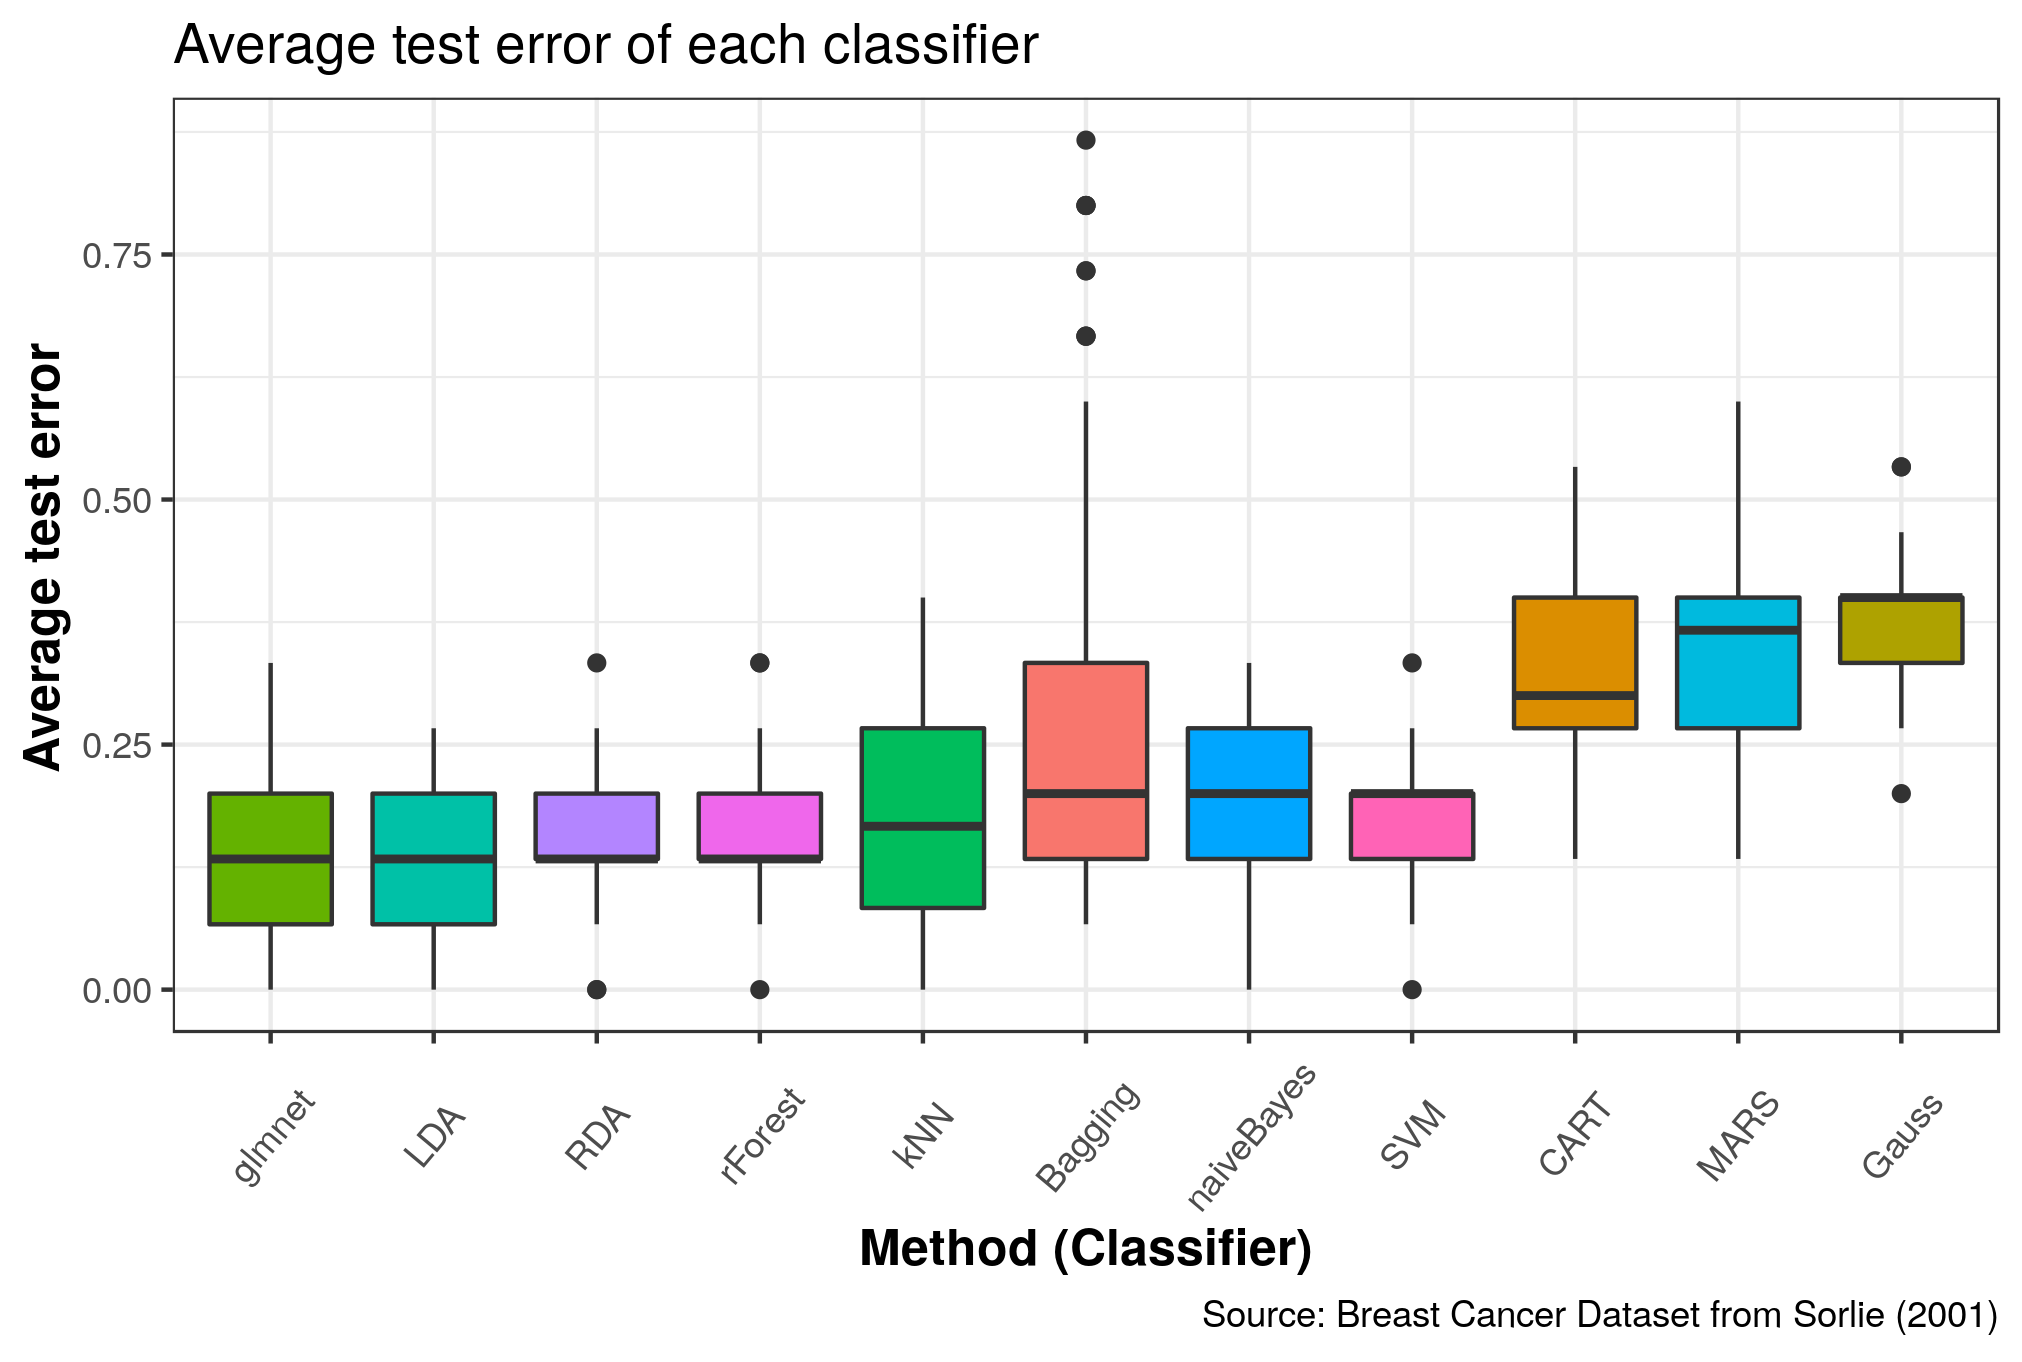 Average test error of each classifier
Average test error
0.75
0.50
0.25
0.00
glmnet
LDA
RDA
rForest
kNN
Bagging
naiveBayes
SVM
CART
MARS
Gauss
Method (Classifier)
Source: Breast Cancer Dataset from Sorlie (2001)